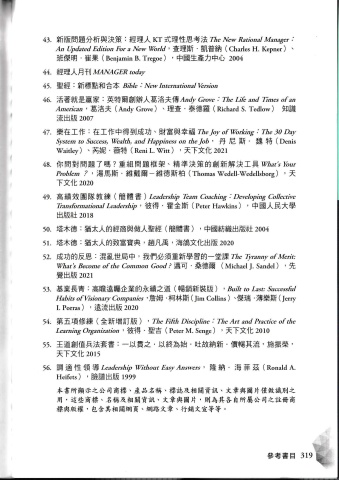 43. 新版問題分析與決策：經理人 KT 式理性思考法 The New Rational Manager：
An Updated Edition For a New World，查理斯．凱普納（Charles H. Kepner）、
班傑明．崔果（Benjamin B. Tregoe），中國生產力中心 2004
44. 經理人月刊 MANAGER today
45. 聖經：新標點和合本 Bible：New International Version
46. 活著就是贏家：英特爾創辦人葛洛夫傳 Andy Grove：The Life and Times of an
American，葛洛夫（Andy Grove）、理查．泰德羅（Richard S. Tedlow） 知識
流出版 2007
47. 樂在工作：在工作中得到成功、財富與幸福 The Joy of Working：The 30 Day
System to Success, Wealth, and Happiness on the Job， 丹尼斯．魏特（Denis
Waitley）、芮妮．薇特（Reni L. Witt），天下文化 2021
48. 你問對問題了嗎？重組問題框架、精準決策的創新解決工具 What's Your
Problem ？，湯馬斯．維戴爾－維德斯柏（Thomas Wedell-Wedellsborg），天
下文化 2020
49. 高績效團隊教練（簡體書）Leadership Team Coaching：Developing Collective
Transformational Leadership，彼得．霍金斯（Peter Hawkins），中國人民大學
出版社 2018
50. 塔木德：猶太人的經商與做人聖經（簡體書），中國紡織出版社 2004
51. 塔木德：猶太人的致富寶典，趙凡禹，海鴿文化出版 2020
52. 成功的反思：混亂世局中，我們必須重新學習的一堂課 The Tyranny of Merit:
What's Become of the Common Good？邁可．桑德爾 （Michael J. Sandel），先
覺出版 2021
53. 基業長青：高瞻遠矚企業的永續之道（暢銷新裝版），Built to Last: Successful
Habits of Visionary Companies，詹姆．柯林斯(Jim Collins)、傑瑞．薄樂斯(Jerry
I. Porras)，遠流出版 2020
54. 第五項修練（全新增訂版），The Fifth Discipline：The Art and Practice of the
Learning Organization，彼得．聖吉（Peter M. Senge），天下文化 2010
55. 王道創值兵法套書：一以貫之．以終為始．吐故納新．價暢其流，施振榮，
天下文化 2015
56. 調適性領導 Leadership Without Easy Answers， 隆納．海菲茲（Ronald A.
Heifets），臉譜出版 1999
本書所顯示之公司商標、產品名稱、標誌及相關資訊、文章與圖片僅做識別之
用，這些商標、名稱及相關資訊、文章與圖片，則為其各自所屬公司之註冊商
標與版權，包含其相關網頁、網路文章、行銷文宣等等。
參考書目 319